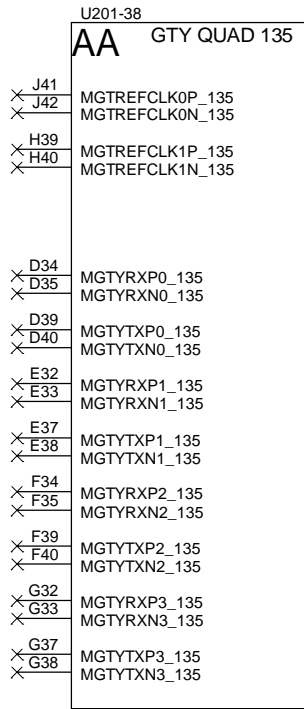 U201-38
AA GTY QUAD 135
J41 MGTREFCLK0P_135
J42 MGTREFCLK0N_135
H39 MGTREFCLK1P_135
H40 MGTREFCLK1N_135
D34 MGTYRXP0_135
D35 MGTYRXN0_135
D39 MGTYTXP0_135
D40 MGTYTXN0_135
E32 MGTYRXP1_135
E33 MGTYRXN1_135
E37 MGTYTXP1_135
E38 MGTYTXN1_135
F34 MGTYRXP2_135
F35 MGTYRXN2_135
F39 MGTYTXP2_135
F40 MGTYTXN2_135
G32 MGTYRXP3_135
G33 MGTYRXN3_135
G37 MGTYTXP3_135
G38 MGTYTXN3_135